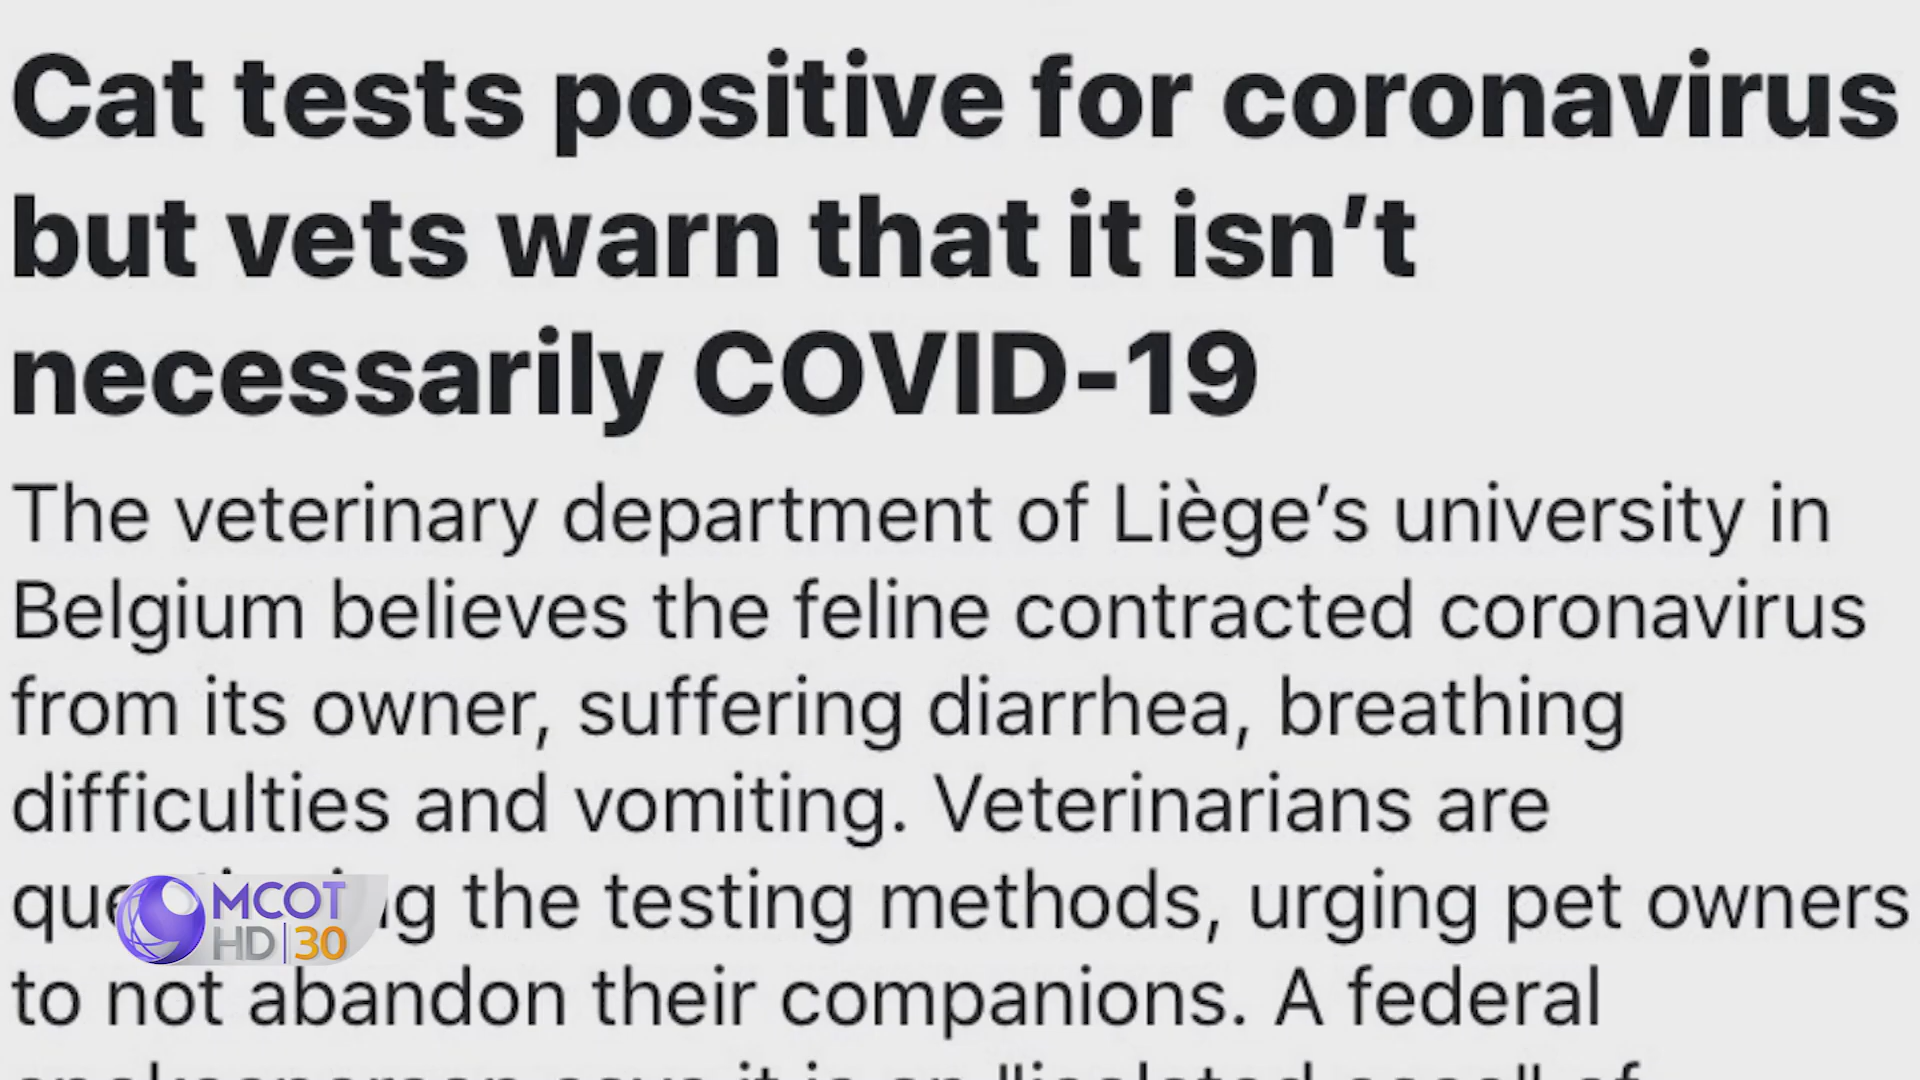 Cat tests positive for coronavirus
but vets warn that it isn’t
necessarily COVID-19
The veterinary department of Liège’s university in
Belgium believes the feline contracted coronavirus
from its owner, suffering diarrhea, breathing
difficulties and vomiting. Veterinarians are
the testing methods, urging pet owners
to not abandon their companions. A federal
MCOT
HD 30